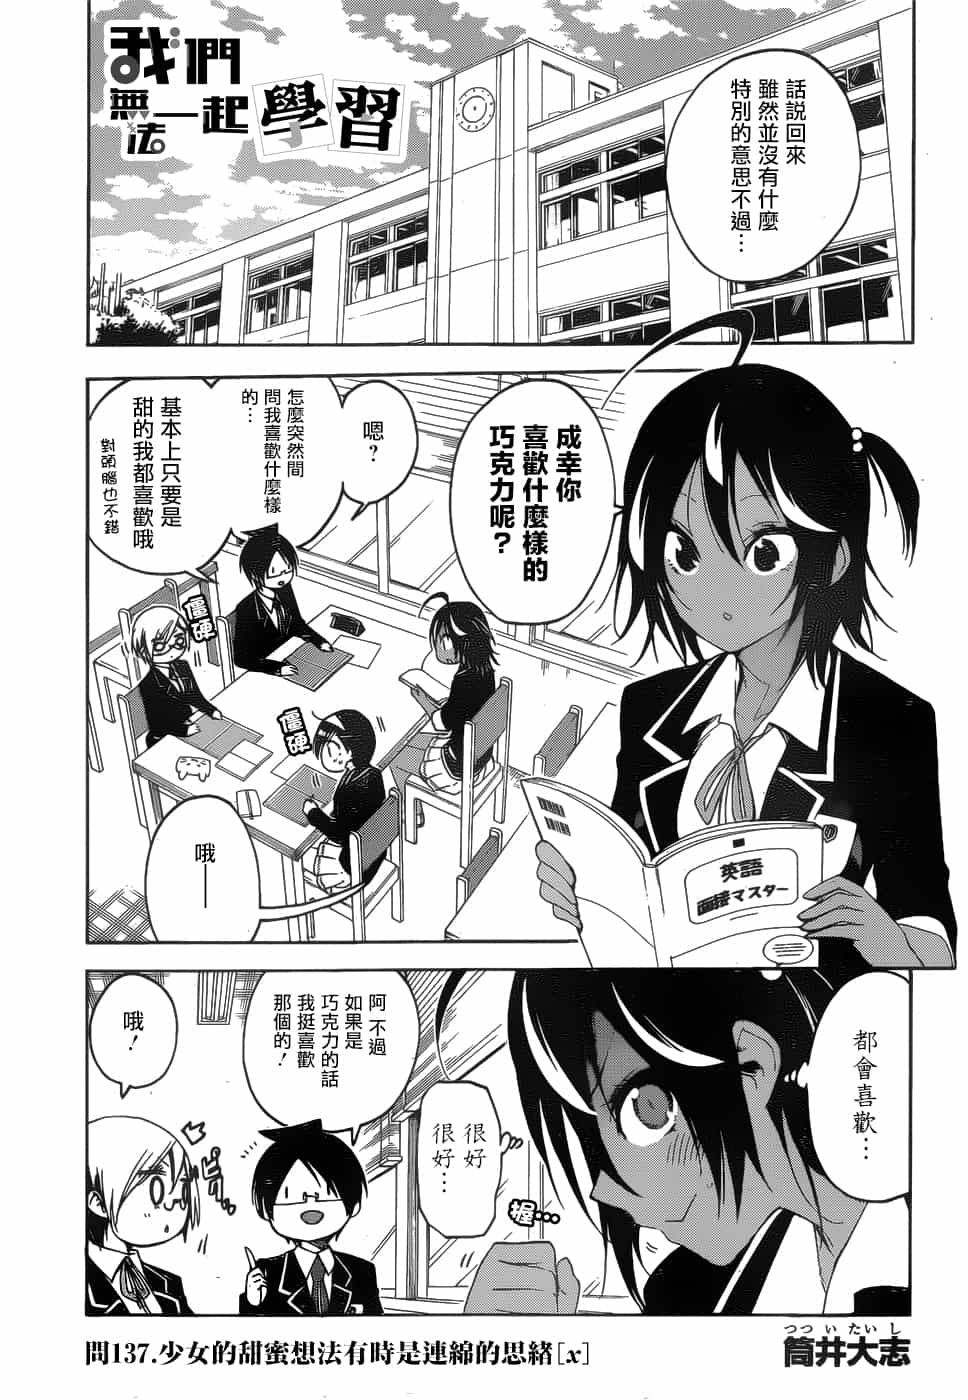 我們
無法一起學習
話說回來
雖然並沒有什麼
特別的意思不過…
成幸你
喜歡什麼樣的
巧克力呢？
嗯？
怎麼突然間
問我喜歡什麼樣
的…
基本上只要是
甜的我都喜歡哦
對頭腦也不錯
僵硬
僵硬
哦——
英語
面接マスター
都會喜歡…
很好
很好…
握…
阿 不過
如果是
巧克力的話
我挺喜歡
那個的！
哦！
ピコ
問137.少女的甜蜜想法有時是連綿的思緒[x]
つつ い たい し
筒井大志